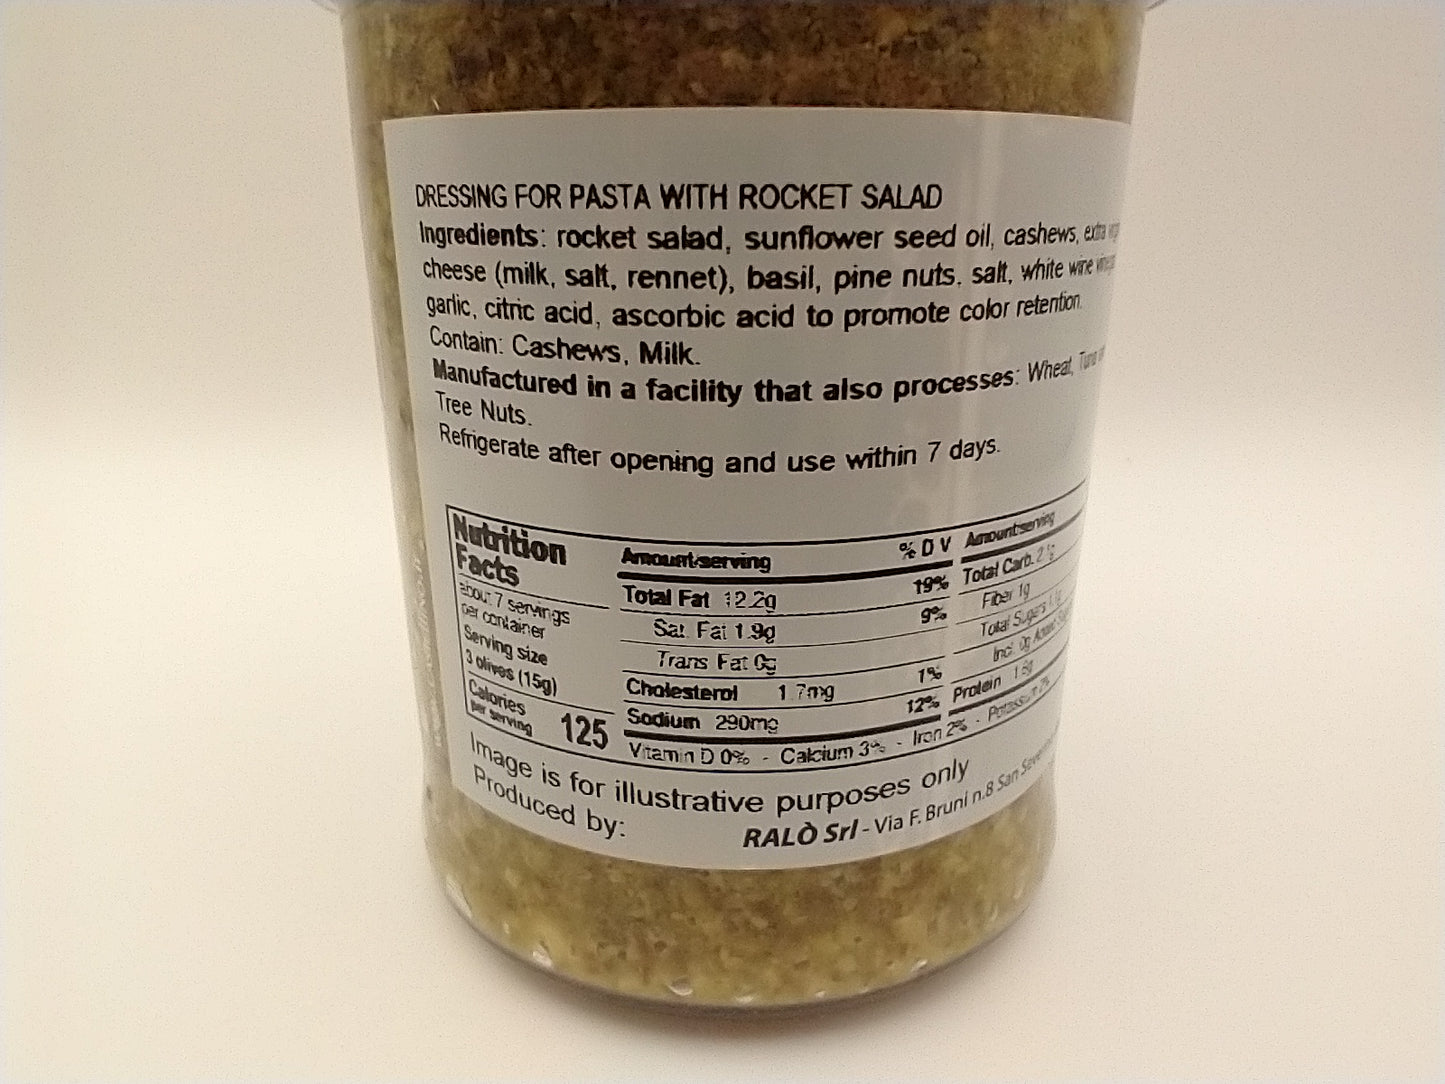 DRESSING FOR PASTA WITH ROCKET SALAD
Ingredients: rocket salad, sunflower seed oil, cashews, extra
cheese (milk, salt, rennet), basil, pine nuts, salt, white wine
garlic, citric acid, ascorbic acid to promote color retention.
Contain: Cashews, Milk.
Manufactured in a facility that also processes: Wheat,
Tree Nuts.
Refrigerate after opening and use within 7 days.
Nutrition
Facts
about 7 servings
per container
Serving size
3 olives (15g)
Calories
per serving
125
Amount/serving
% D V
Total Fat 12.2g 19%
Sat. Fat 1.9g 9%
Trans Fat 0g
Cholesterol 1.7mg 1%
Sodium 290mg 12%
Amount/serving
Total Carb.
Fiber 1g
Total Sugars
Incl. 0g
Protein
Vitamin D 0% - Calcium 3% - Iron 2% -
Image is for illustrative purposes only
Produced by:
RALÒ Srl - Via F. Bruni n.8 San